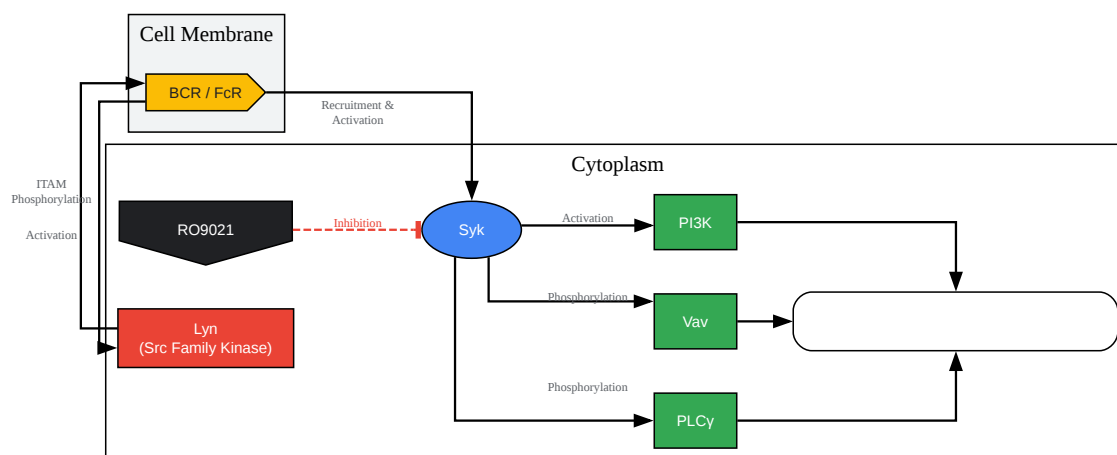 Cell Membrane
BCR / FcR
Recruitment &
Activation
Cytoplasm
ITAM
Phosphorylation
Activation
RO9021
Inhibition
Syk
Activation
PI3K
Phosphorylation
Vav
Lyn
(Src Family Kinase)
Phosphorylation
PLCγ